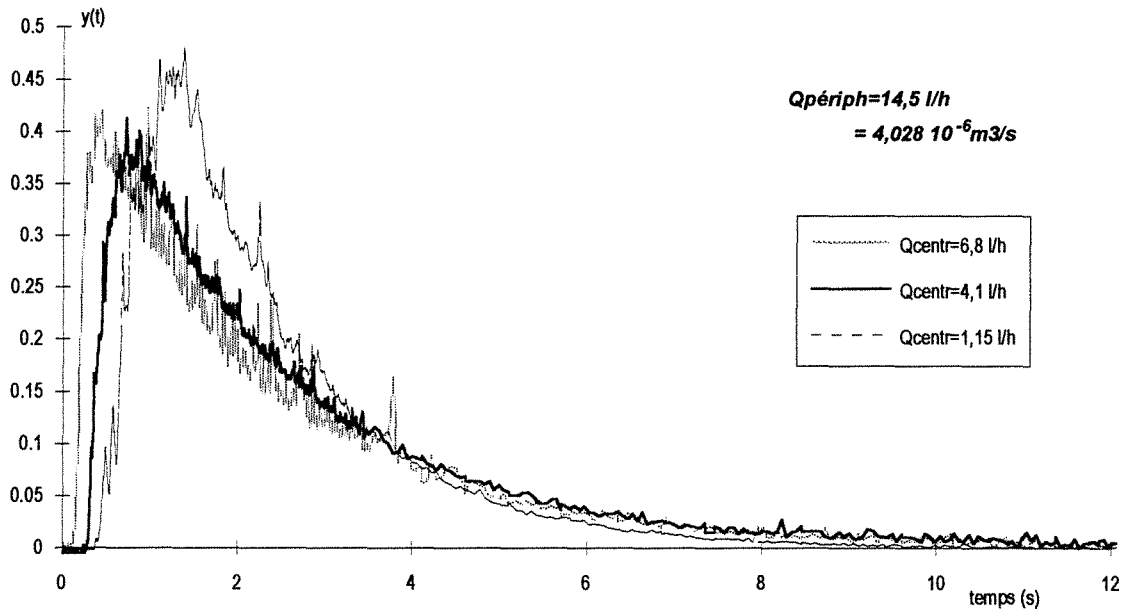 y(t)
0.5
0.45
0.4
0.35
0.3
0.25
0.2
0.15
0.1
0.05
0
0 2 4 6 8 10 12
temps (s)
Qpériph=14,5 l/h
= 4,028 10⁻⁶m3/s
Qcentr=6,8 l/h
Qcentr=4,1 l/h
Qcentr=1,15 l/h